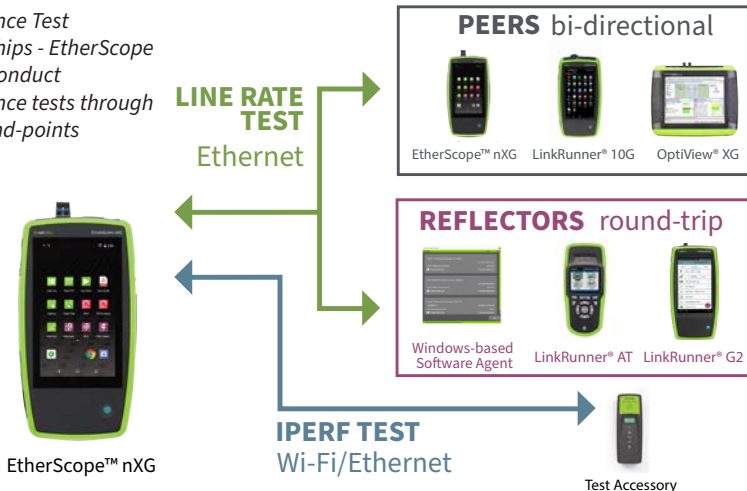 nce Test
hips - EtherScope
onduct
nce tests through
nd-points
LINE RATE
TEST
Ethernet
PEERS bi-directional
EtherScope™ nXG LinkRunner® 10G OptiView® XG
REFLECTORS round-trip
Windows-based
Software Agent
LinkRunner® AT LinkRunner® G2
IPERF TEST
Wi-Fi/Ethernet
EtherScope™ nXG
Test Accessory